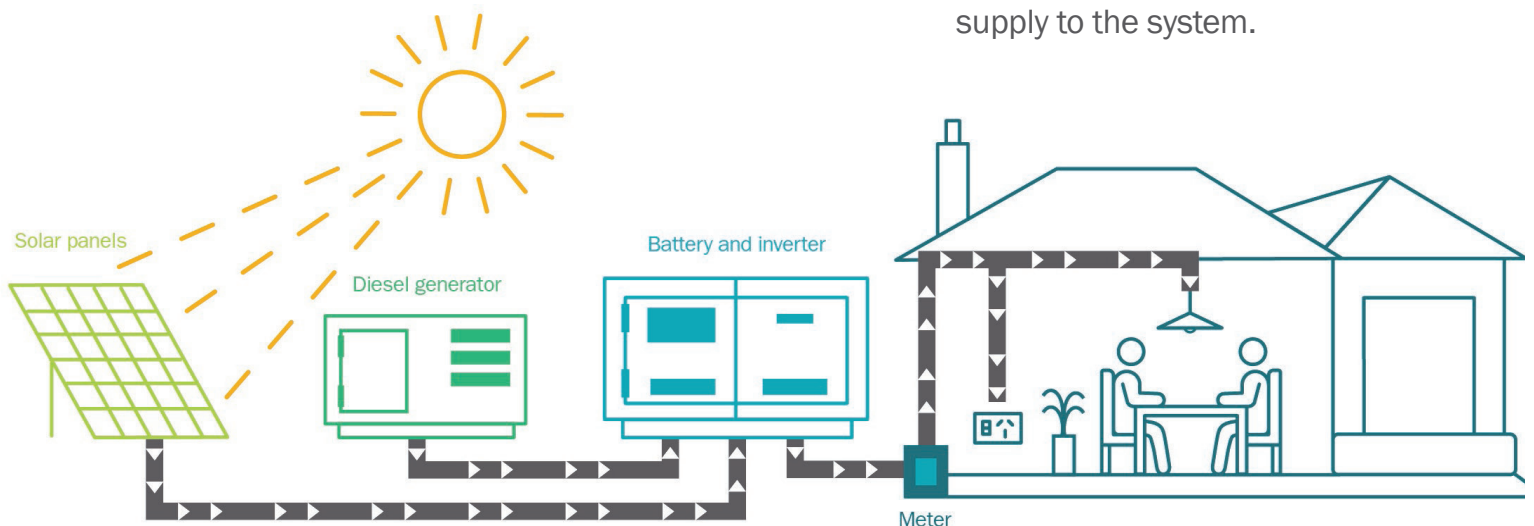 supply to the system.
Solar panels
Diesel generator
Battery and inverter
Meter